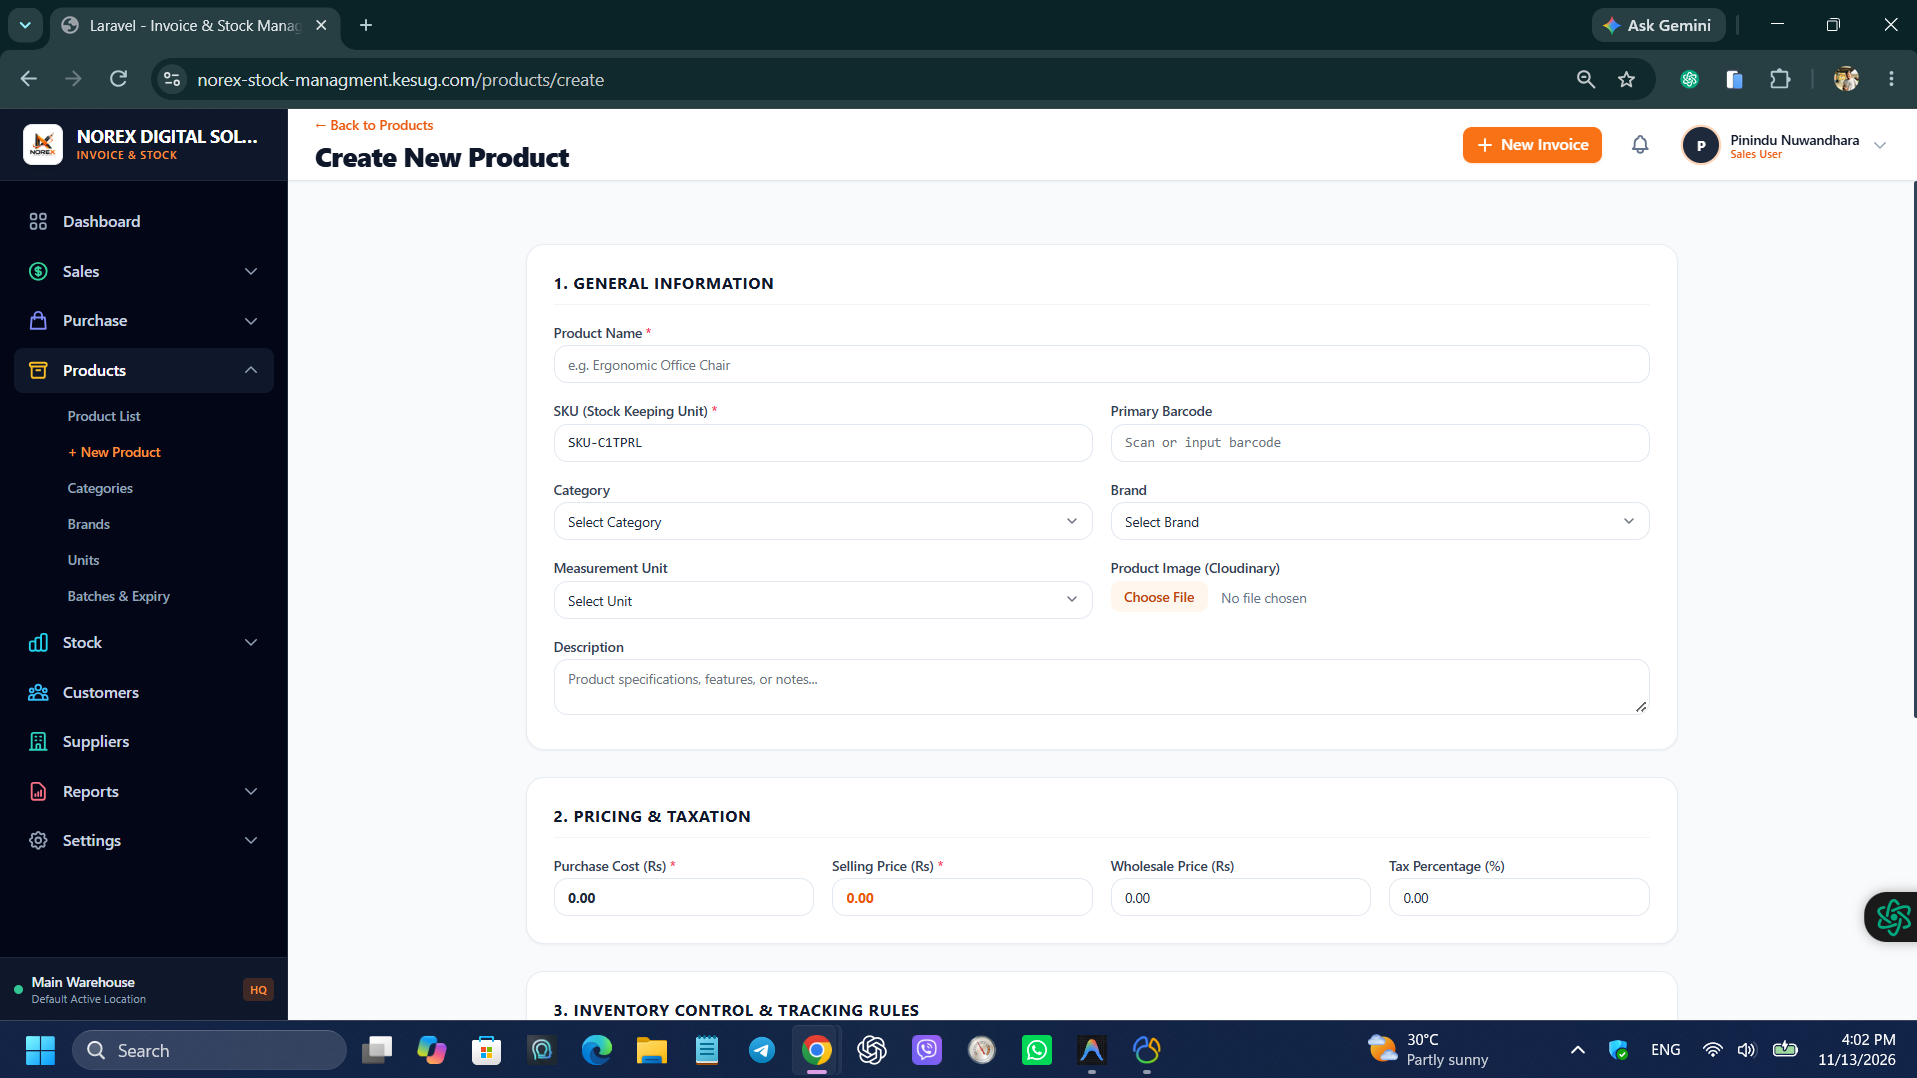 Laravel - Invoice & Stock Manag
Ask Gemini
norex-stock-managment.kesug.com/products/create
NOREX
NOREX DIGITAL SOL...
INVOICE & STOCK
← Back to Products
Create New Product
+ New Invoice
P
Pinindu Nuwandhara
Sales User
Dashboard
Sales
Purchase
Products
Product List
+ New Product
Categories
Brands
Units
Batches & Expiry
Stock
Customers
Suppliers
Reports
Settings
Main Warehouse
Default Active Location
HQ
1. GENERAL INFORMATION
Product Name *
e.g. Ergonomic Office Chair
SKU (Stock Keeping Unit) *
Primary Barcode
SKU-C1TPRL
Scan or input barcode
Category
Brand
Select Category
Select Brand
Measurement Unit
Product Image (Cloudinary)
Select Unit
Choose File No file chosen
Description
Product specifications, features, or notes...
2. PRICING & TAXATION
Purchase Cost (Rs) *
Selling Price (Rs) *
Wholesale Price (Rs)
Tax Percentage (%)
0.00
0.00
0.00
0.00
3. INVENTORY CONTROL & TRACKING RULES
Search
30°C
Partly sunny
ENG
4:02 PM
11/13/2026